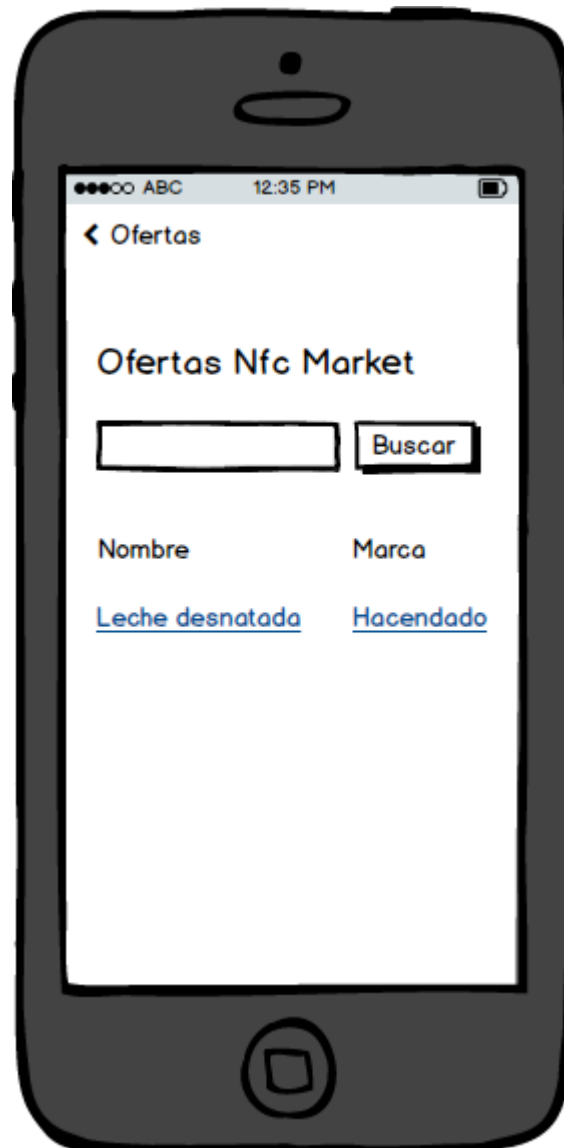 ABC 12:35 PM
Ofertas
Ofertas Nfc Market
Buscar
Nombre Marca
Leche desnatada Hacendado